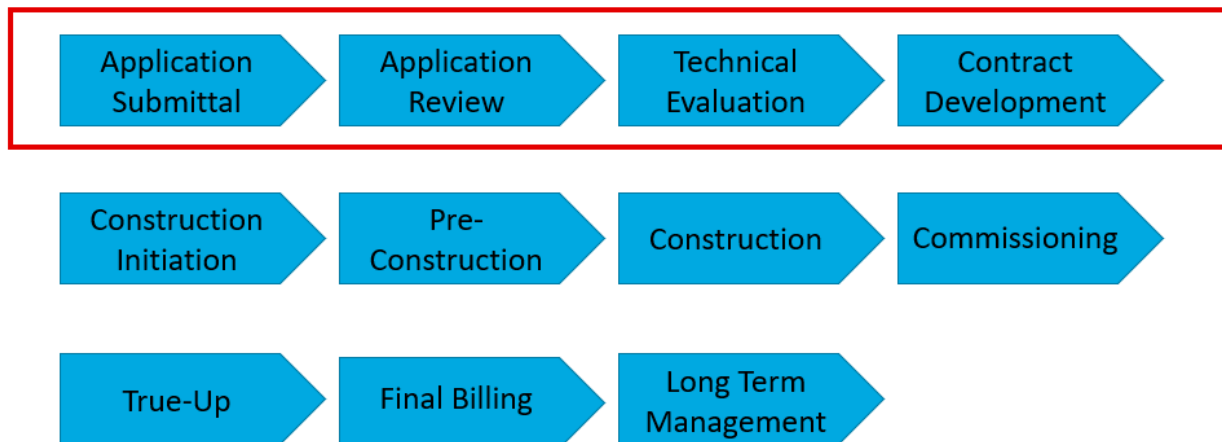 Application
Submittal
Application
Review
Technical
Evaluation
Contract
Development
Construction
Initiation
Pre-
Construction
Construction
Commissioning
True-Up
Final Billing
Long Term
Management